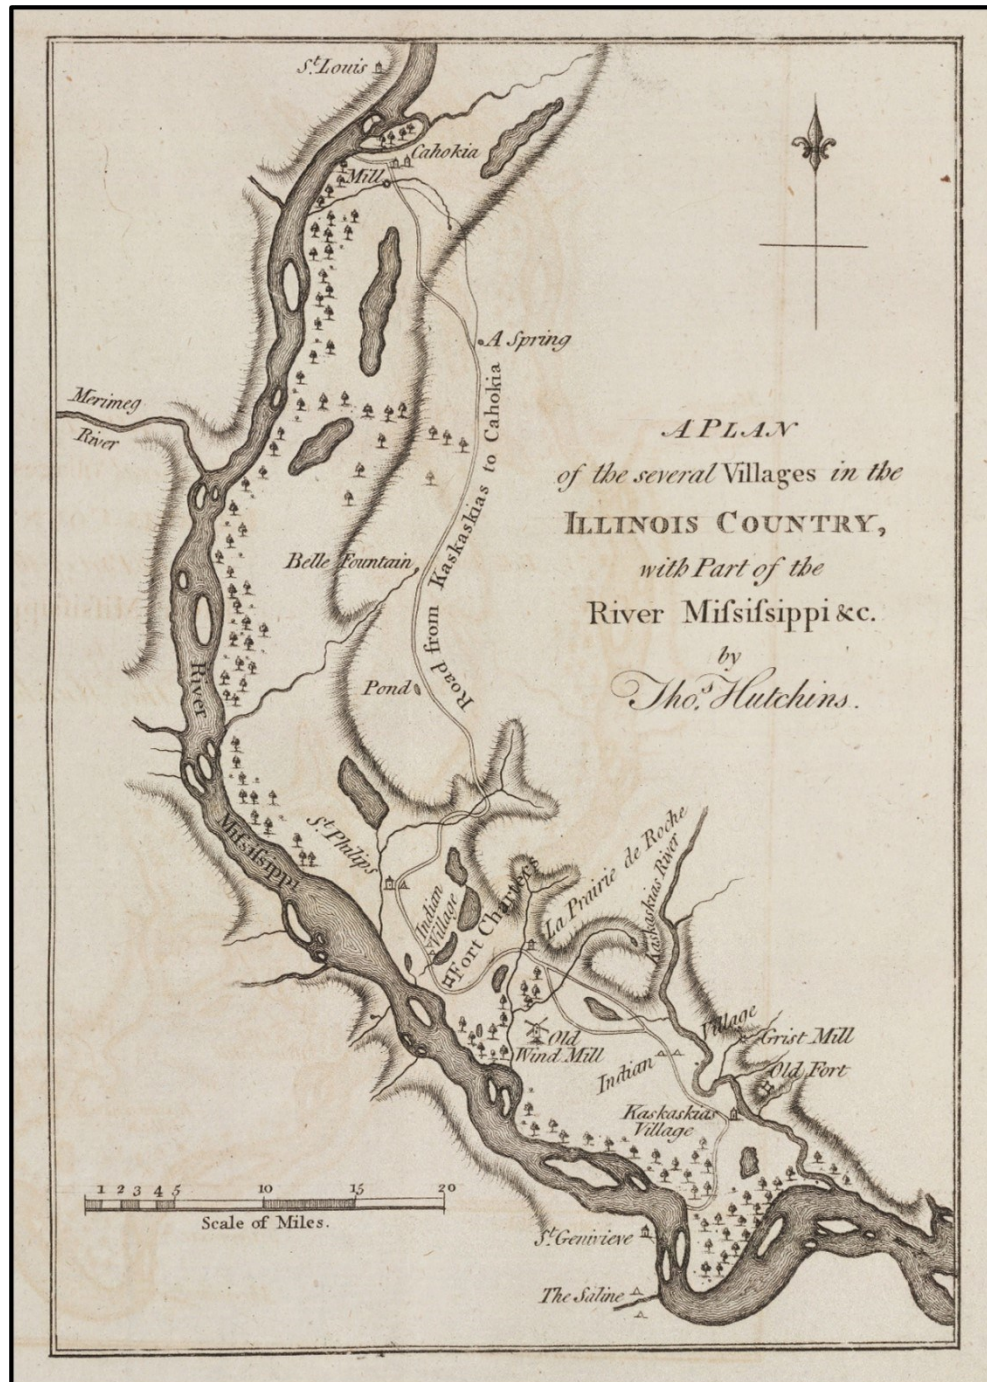 St. Louis
Cahokia
Mill
A Spring
Merimeg
River
A PLAN
of the several Villages in the
ILLINOIS COUNTRY,
with Part of the
River Miſsiſsippi &c.
by
Thos. Hutchins.
Belle Fountain
Road from Kaskaskias to Cahokia
River
Pond
Miſsiſsippi
St. Philips
Indian
Village
Fort Charters
La Prairie de Roche
Kaskaskias River
Old
Wind Mill
Indian Village
Grist Mill
Old Fort
Kaskaskias
Village
1 2 3 4 5 10 15 20
Scale of Miles.
St. Genivieve
The Saline